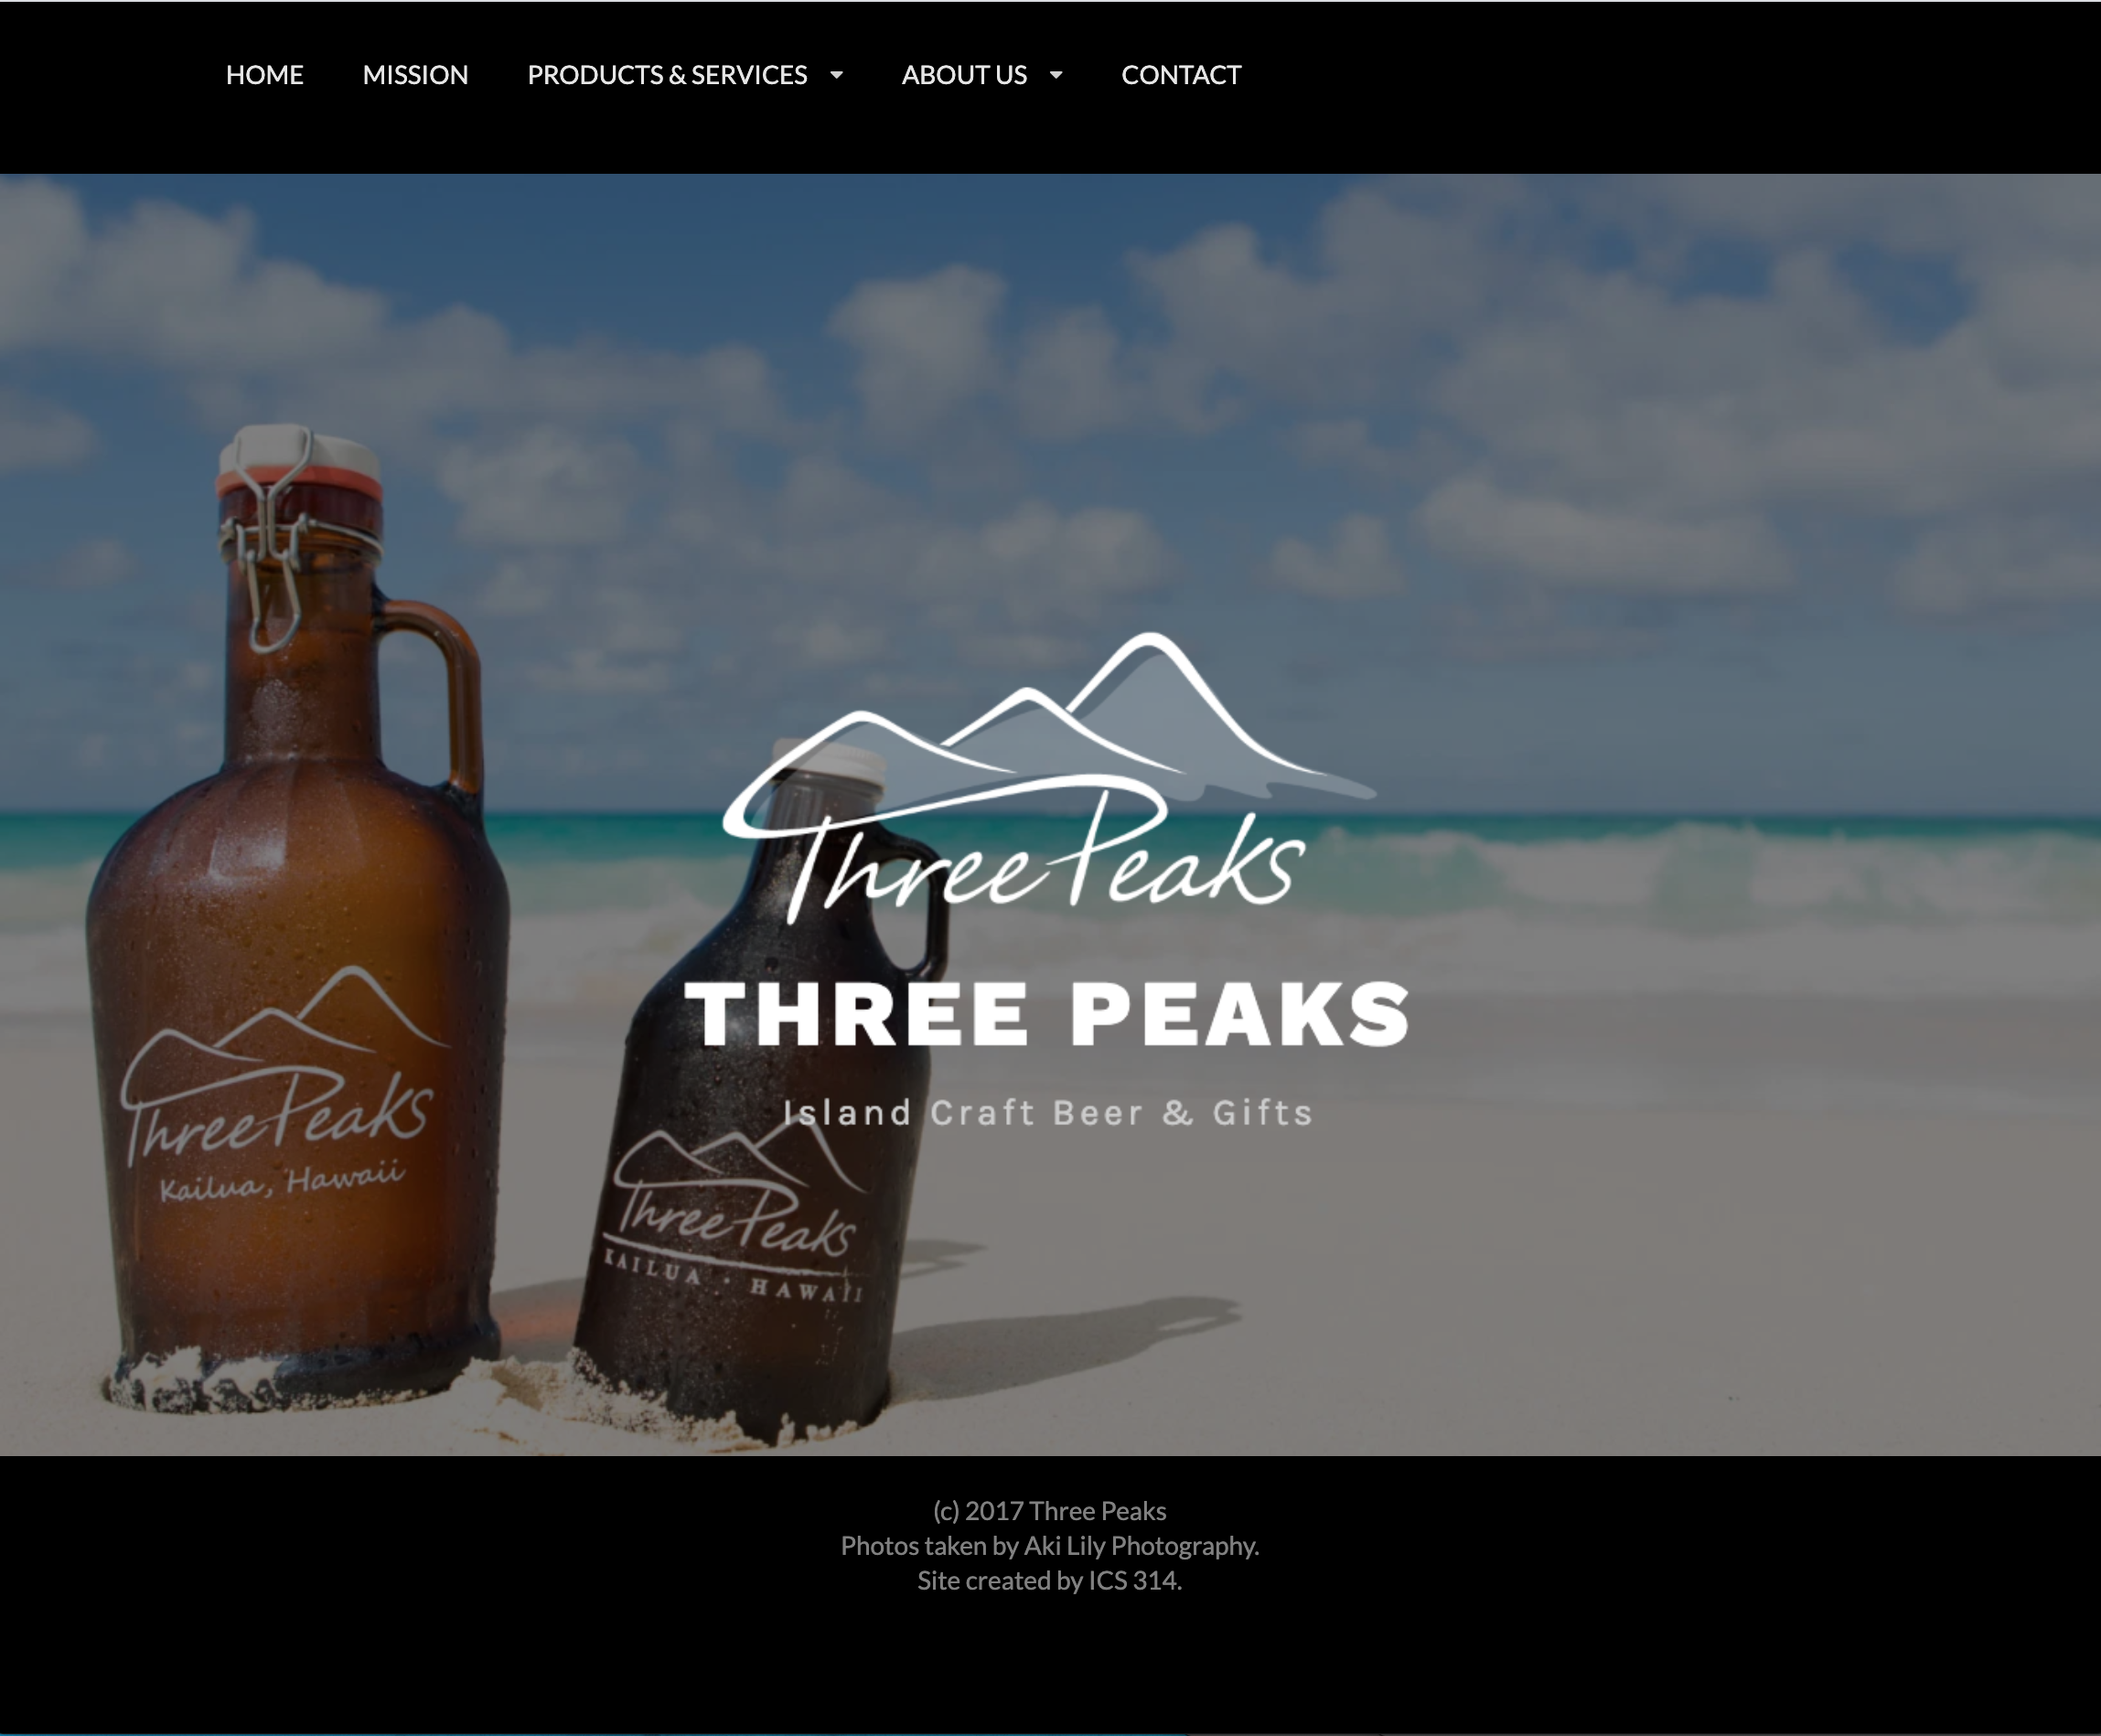 HOME MISSION PRODUCTS & SERVICES ABOUT US CONTACT
Three Peaks
THREE PEAKS
Island Craft Beer & Gifts
Three Peaks
Kailua, Hawaii
Three Peaks
KAILUA · HAWAII
(c) 2017 Three Peaks
Photos taken by Aki Lily Photography.
Site created by ICS 314.